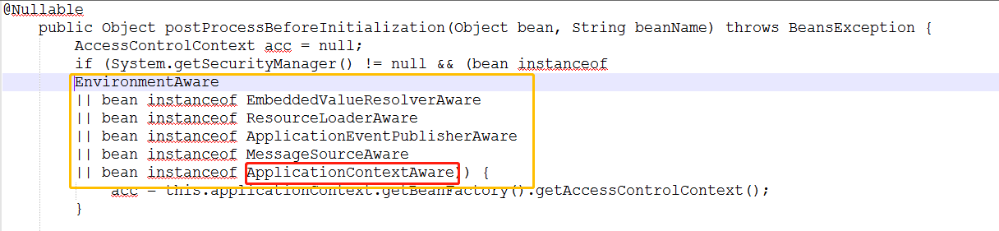 @Nullable
public Object postProcessBeforeInitialization(Object bean, String beanName) throws BeansException {
AccessControlContext acc = null;
if (System.getSecurityManager() != null && (bean instanceof
EnvironmentAware
|| bean instanceof EmbeddedValueResolverAware
|| bean instanceof ResourceLoaderAware
|| bean instanceof ApplicationEventPublisherAware
|| bean instanceof MessageSourceAware
|| bean instanceof ApplicationContextAware)) {
acc = this.applicationContext.getBeanFactory().getAccessControlContext();
}